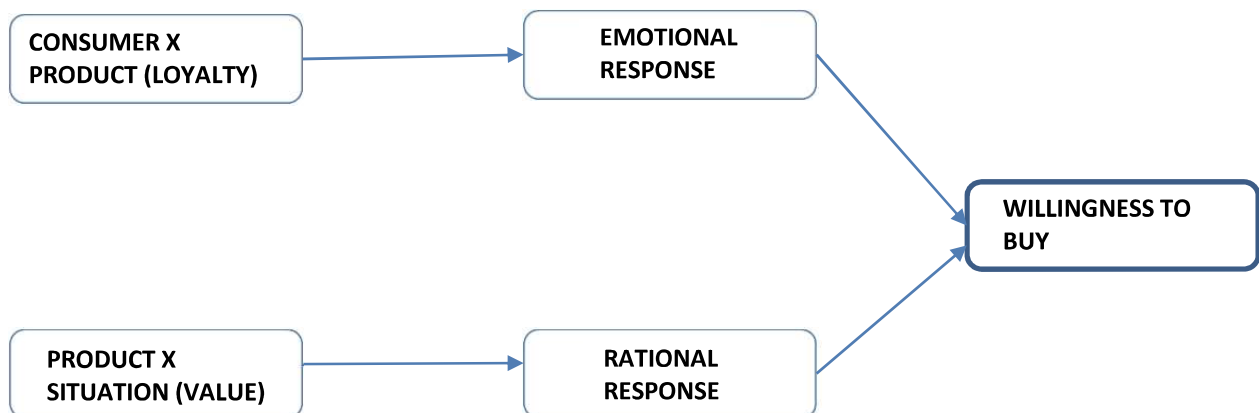 CONSUMER X
PRODUCT (LOYALTY)
EMOTIONAL
RESPONSE
WILLINGNESS TO
BUY
PRODUCT X
SITUATION (VALUE)
RATIONAL
RESPONSE